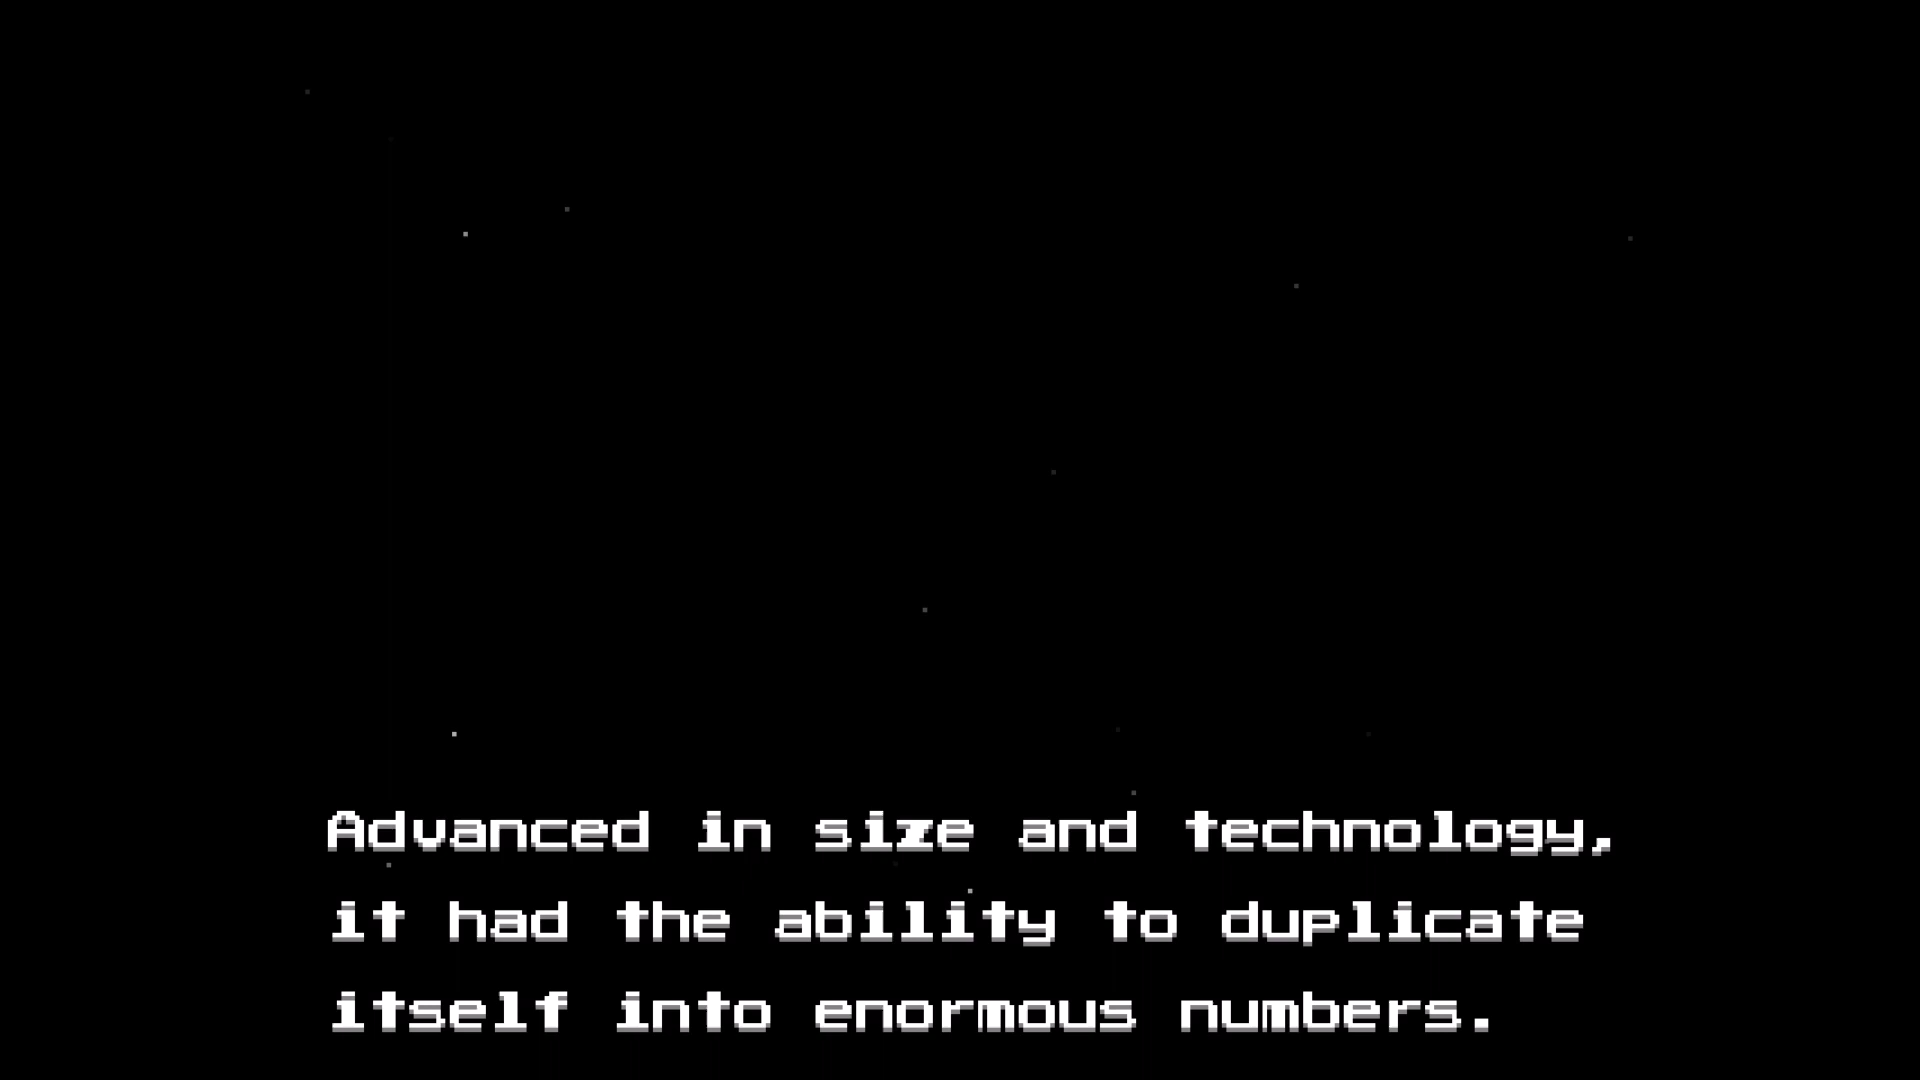 Advanced in size and technology,
it had the ability to duplicate
itself into enormous numbers.